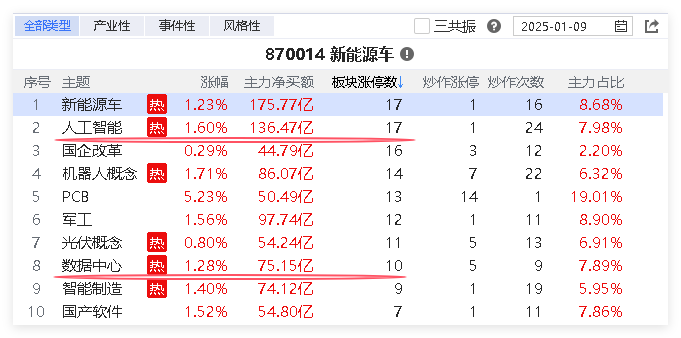 全部类型 产业性 事件性 风格性 三共振 ? 2025-01-09
870014 新能源车 !
序号 主题 涨幅 主力净买额 板块涨停数↓ 炒作涨停 炒作次数 主力占比
1 新能源车 热 1.23% 175.77亿 17 1 16 8.68%
2 人工智能 热 1.60% 136.47亿 17 1 24 7.98%
3 国企改革 0.29% 44.79亿 16 3 12 2.20%
4 机器人概念 热 1.71% 86.07亿 14 7 22 6.32%
5 PCB 5.23% 50.49亿 13 14 1 19.01%
6 军工 1.56% 97.74亿 12 1 11 8.90%
7 光伏概念 热 0.80% 54.24亿 11 5 13 6.91%
8 数据中心 热 1.28% 75.15亿 10 5 9 7.89%
9 智能制造 热 1.40% 74.12亿 9 1 19 5.95%
10 国产软件 1.52% 54.80亿 7 1 11 7.86%